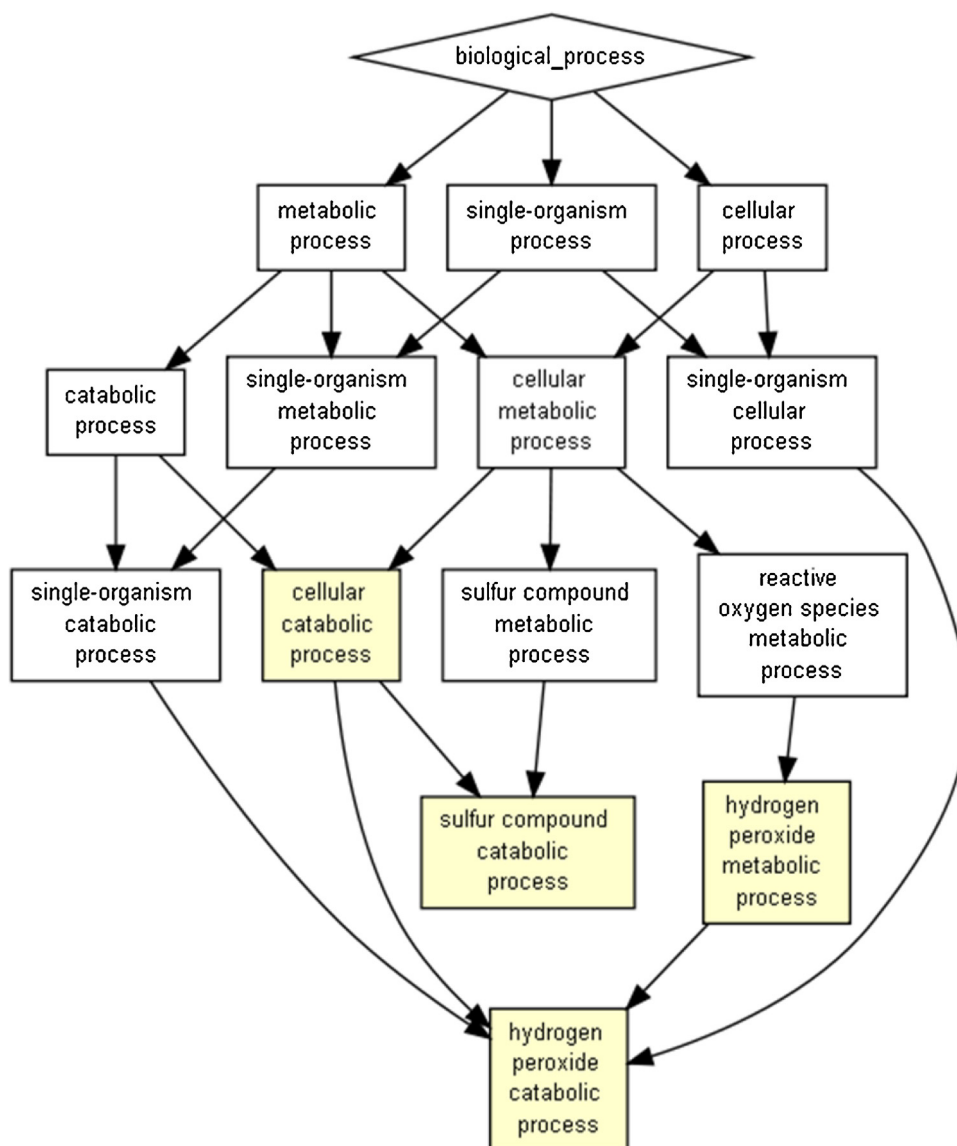 biological_process
metabolic
process
single-organism
process
cellular
process
catabolic
process
single-organism
metabolic
process
cellular
metabolic
process
single-organism
cellular
process
single-organism
catabolic
process
cellular
catabolic
process
sulfur compound
metabolic
process
reactive
oxygen species
metabolic
process
sulfur compound
catabolic
process
hydrogen
peroxide
metabolic
process
hydrogen
peroxide
catabolic
process